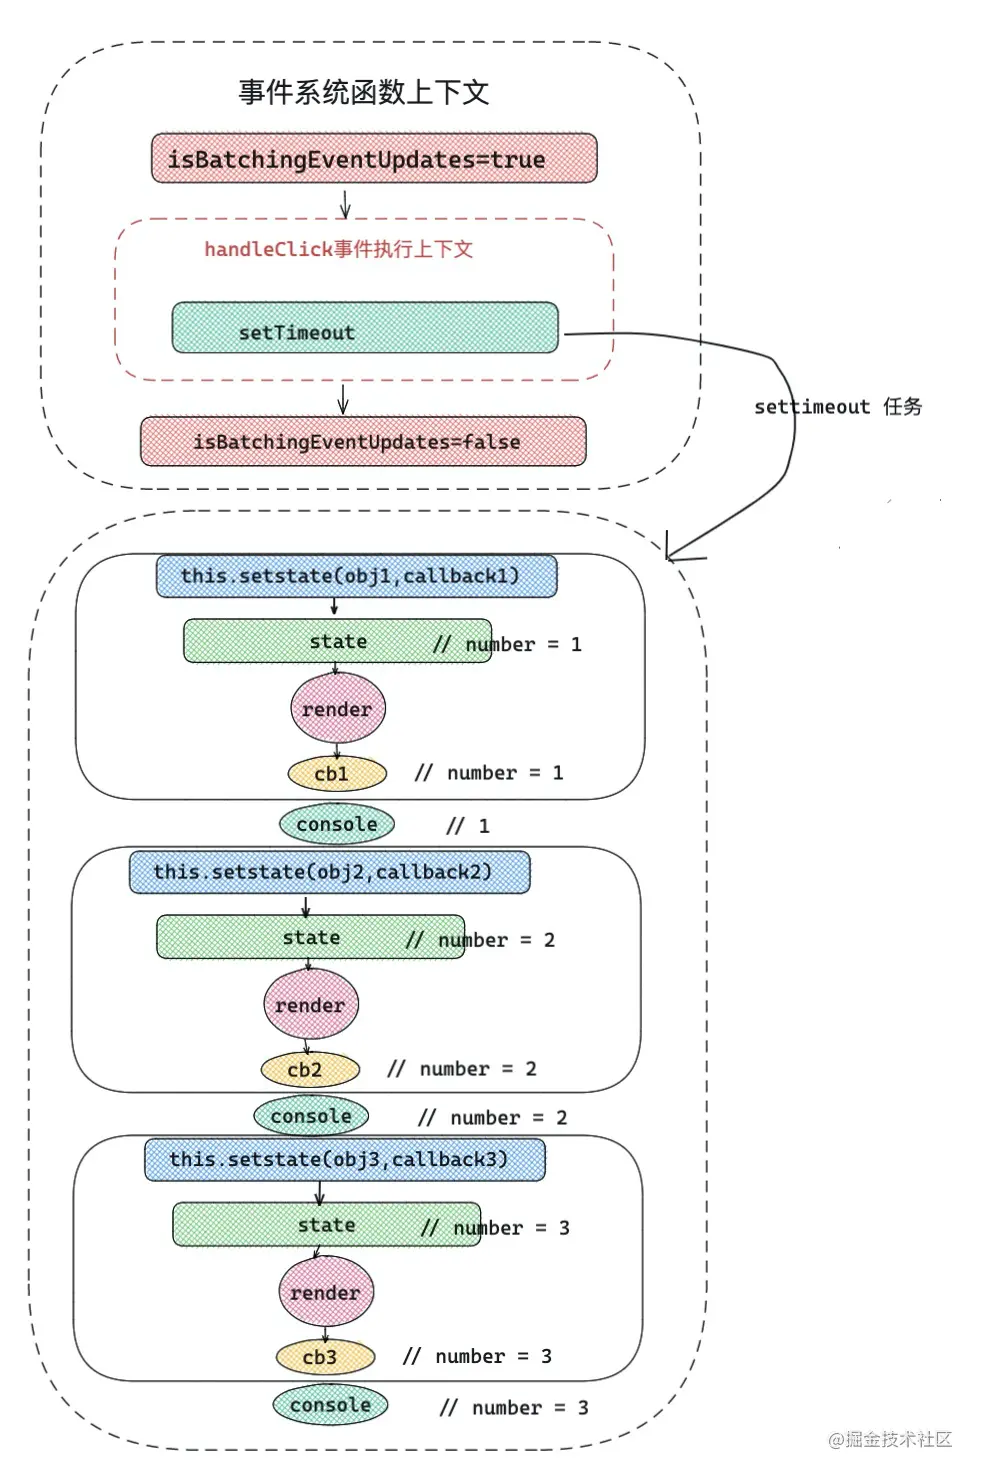 事件系统函数上下文
isBatchingEventUpdates=true
handleClick事件执行上下文
setTimeout
settimeout 任务
isBatchingEventUpdates=false
this.setstate(obj1,callback1)
state // number = 1
render
cb1 // number = 1
console // 1
this.setstate(obj2,callback2)
state // number = 2
render
cb2 // number = 2
console // number = 2
this.setstate(obj3,callback3)
state // number = 3
render
cb3 // number = 3
console // number = 3
@掘金技术社区